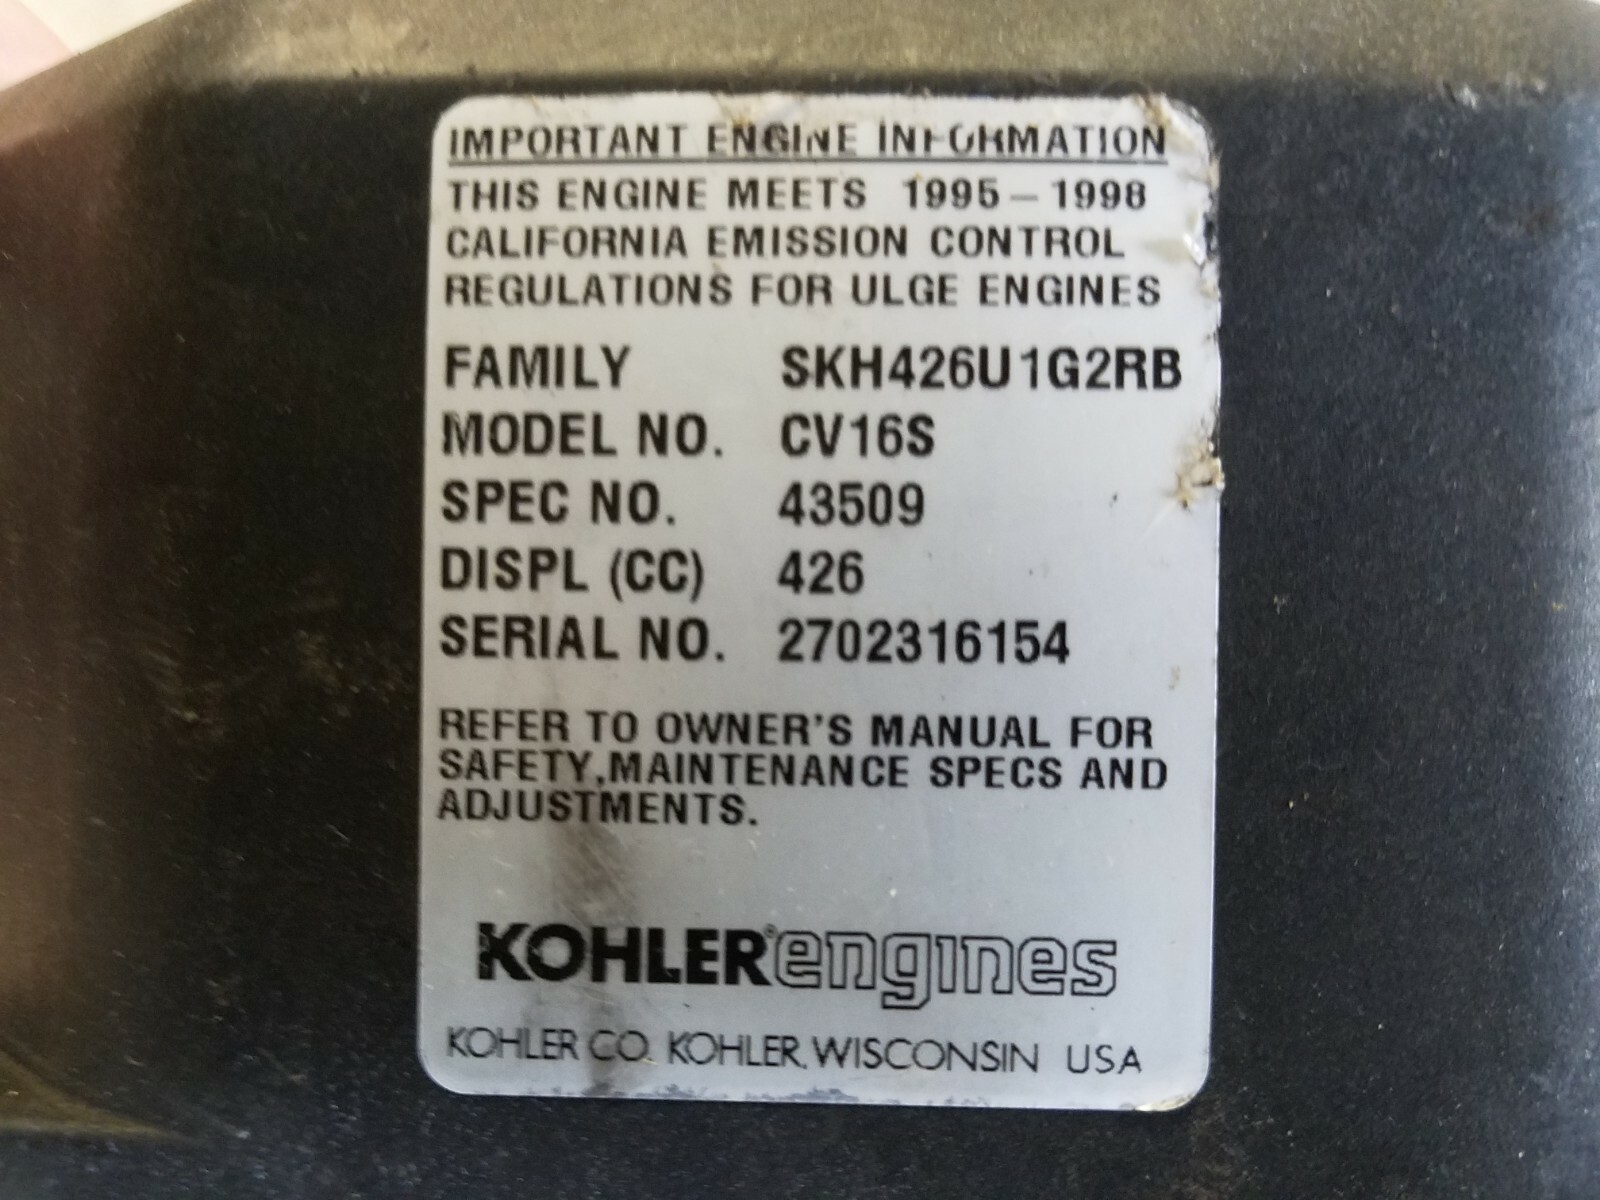 IMPORTANT ENGINE INFORMATION
THIS ENGINE MEETS 1995 – 1998
CALIFORNIA EMISSION CONTROL
REGULATIONS FOR ULGE ENGINES
FAMILY SKH426U1G2RB
MODEL NO. CV16S
SPEC NO. 43509
DISPL (CC) 426
SERIAL NO. 2702316154
REFER TO OWNER'S MANUAL FOR
SAFETY,MAINTENANCE SPECS AND
ADJUSTMENTS.
KOHLER® engines
KOHLER CO. KOHLER, WISCONSIN USA